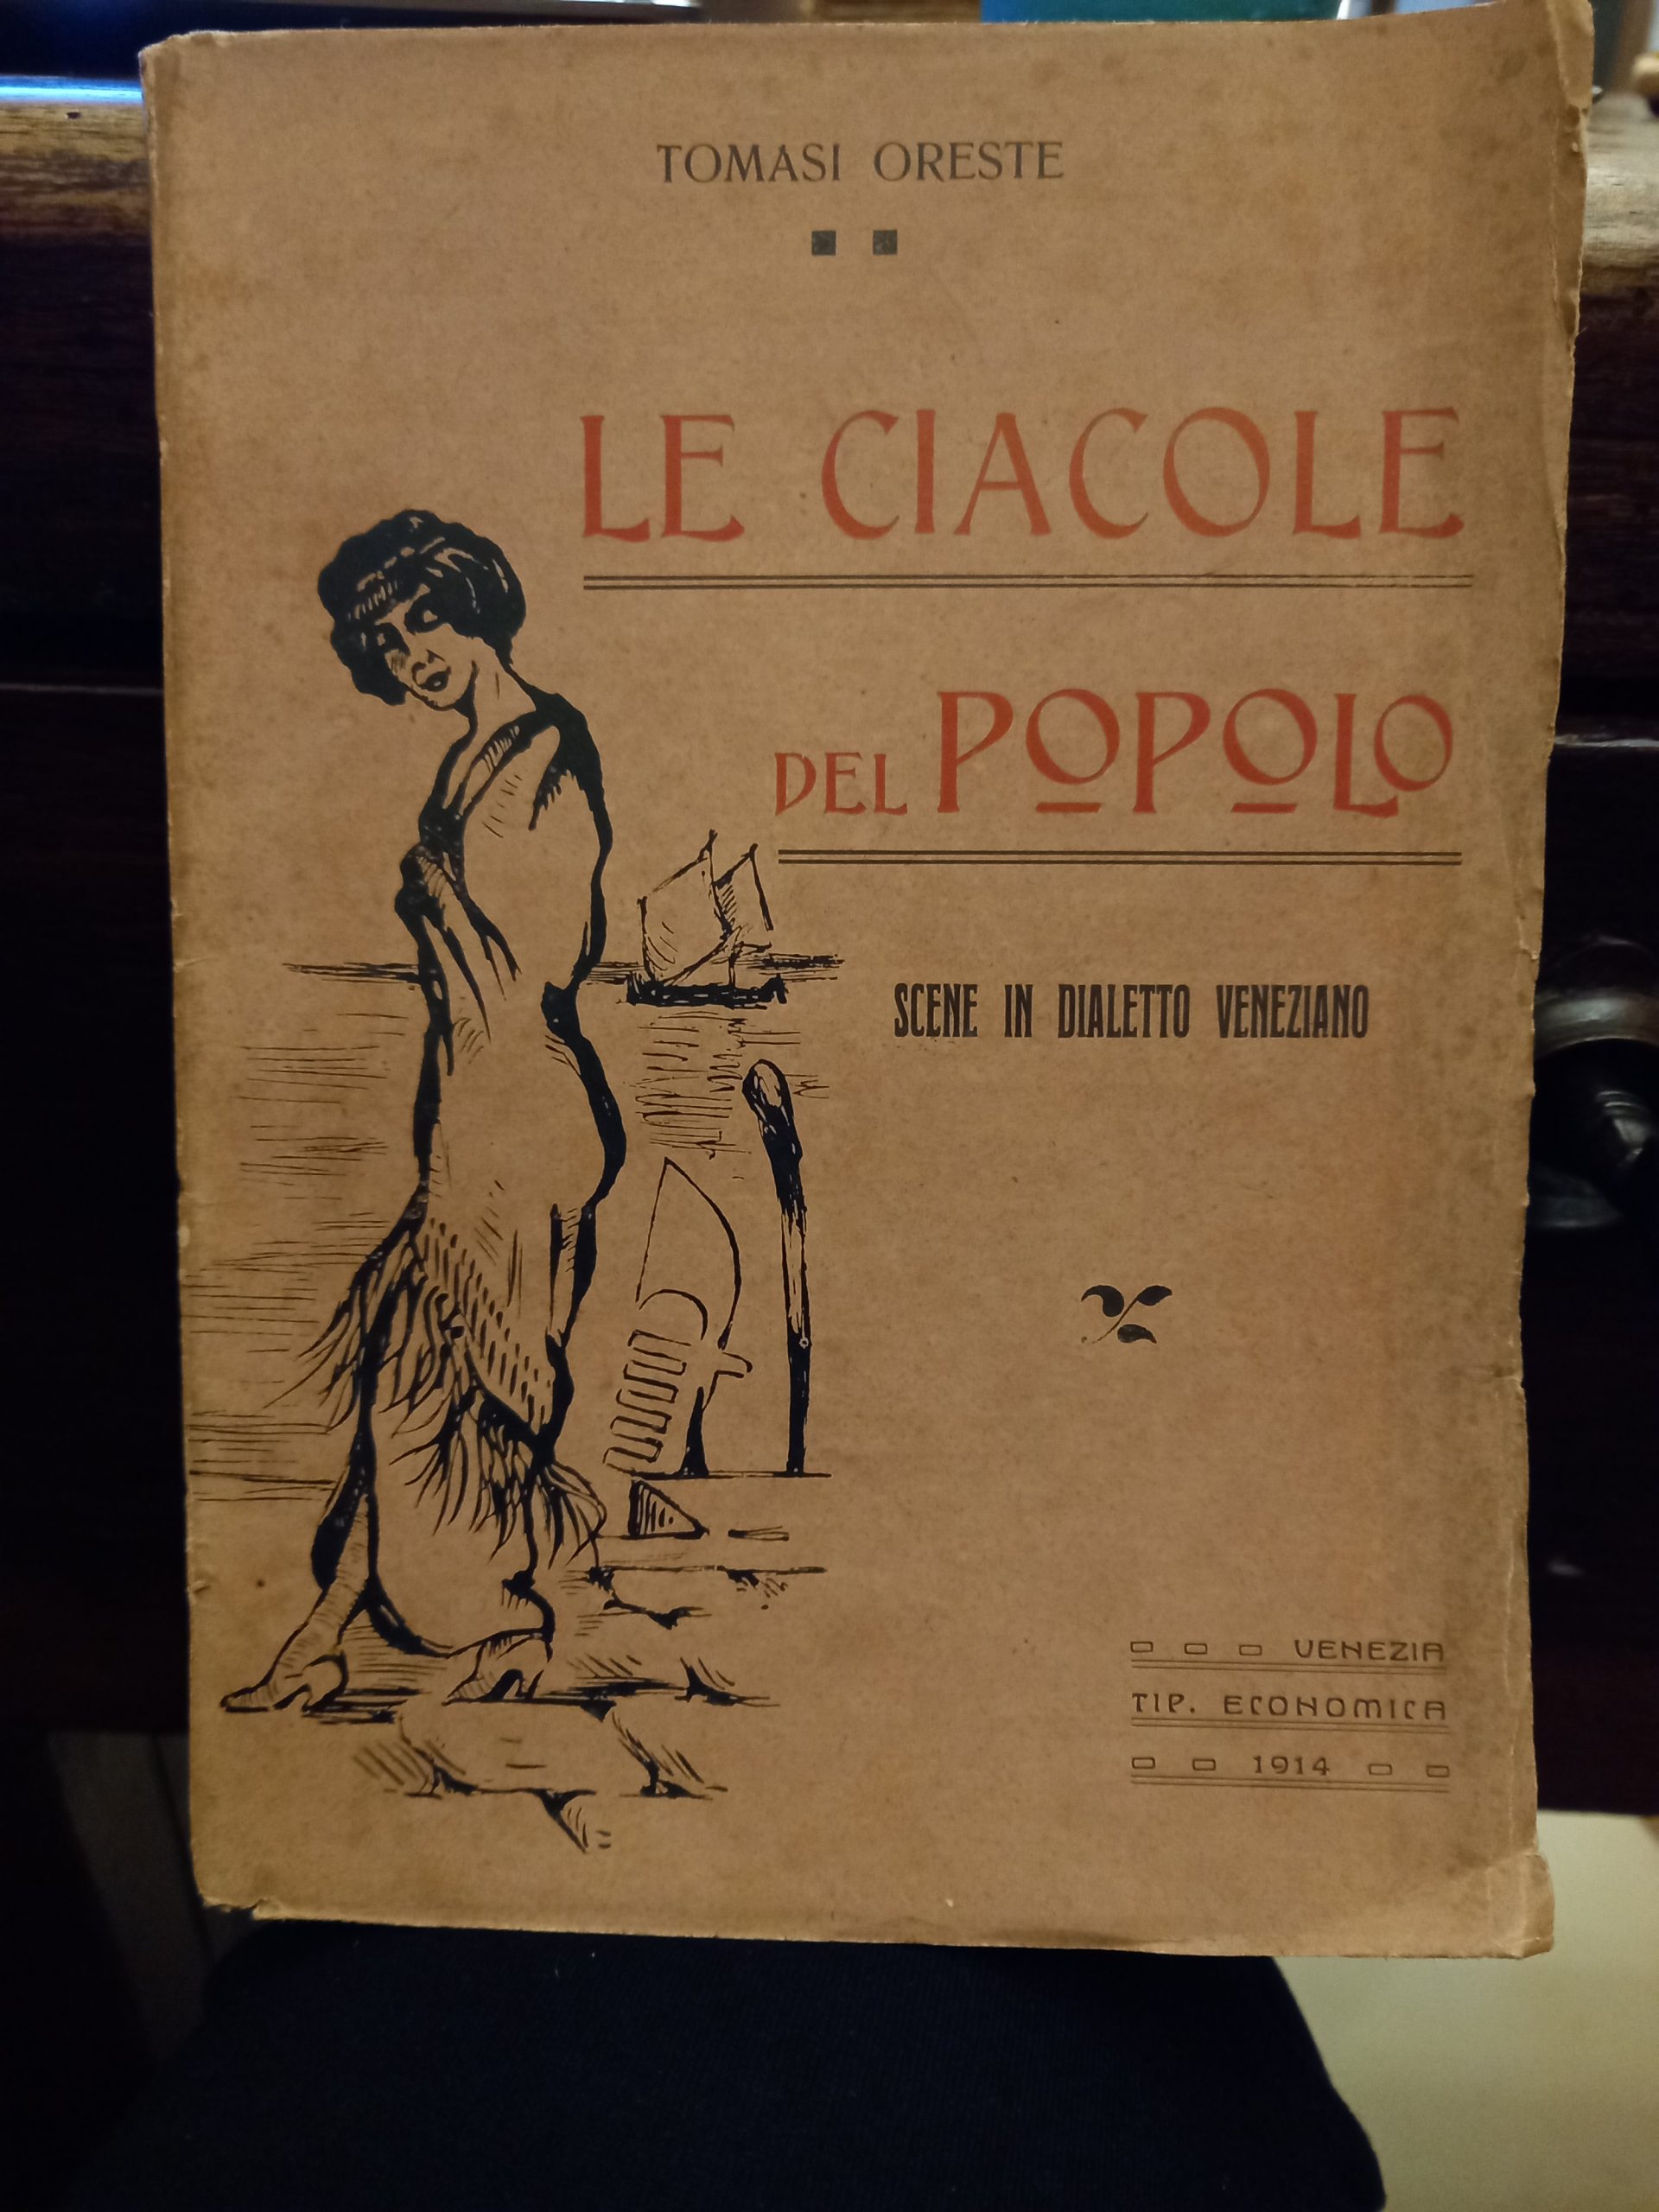 TOMASI ORESTE
LE CIACOLE
DEL POPOLO
SCENE IN DIALETTO VENEZIANO
VENEZIA
TIP. ECONOMICA
1914